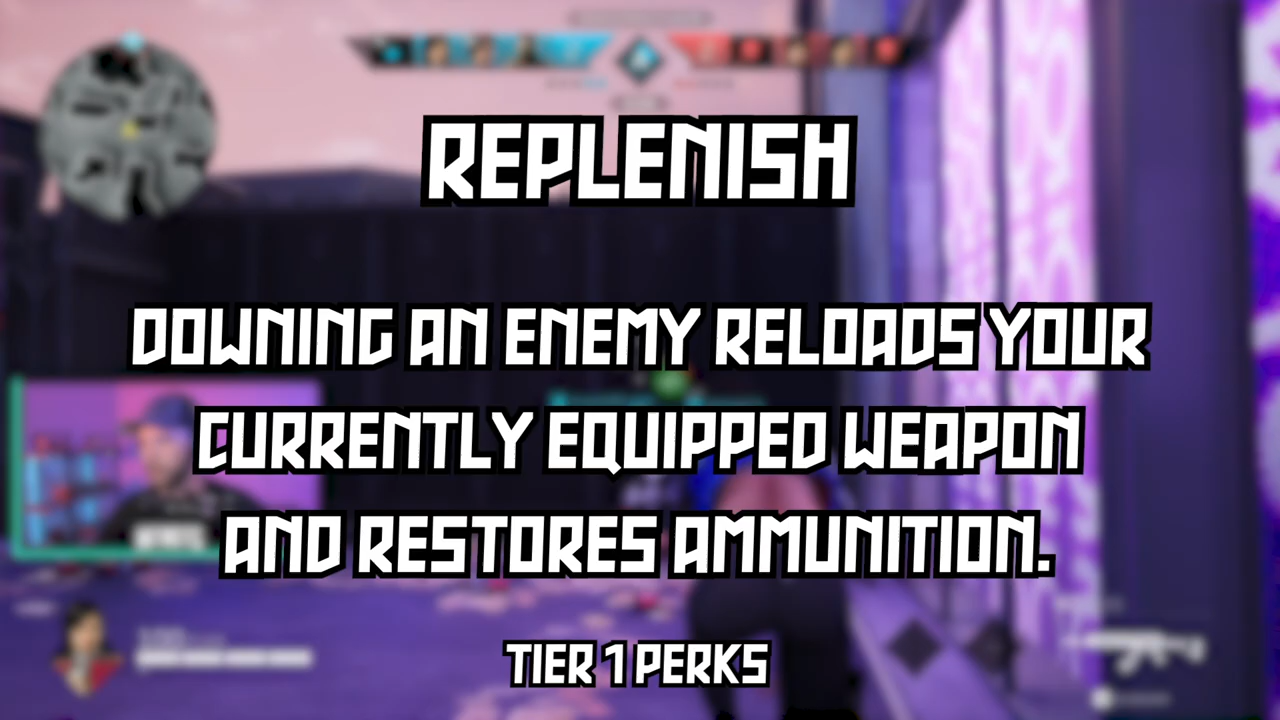 REPLENISH
DOWNING AN ENEMY RELOADS YOUR
CURRENTLY EQUIPPED WEAPON
AND RESTORES AMMUNITION.
TIER 1 PERKS